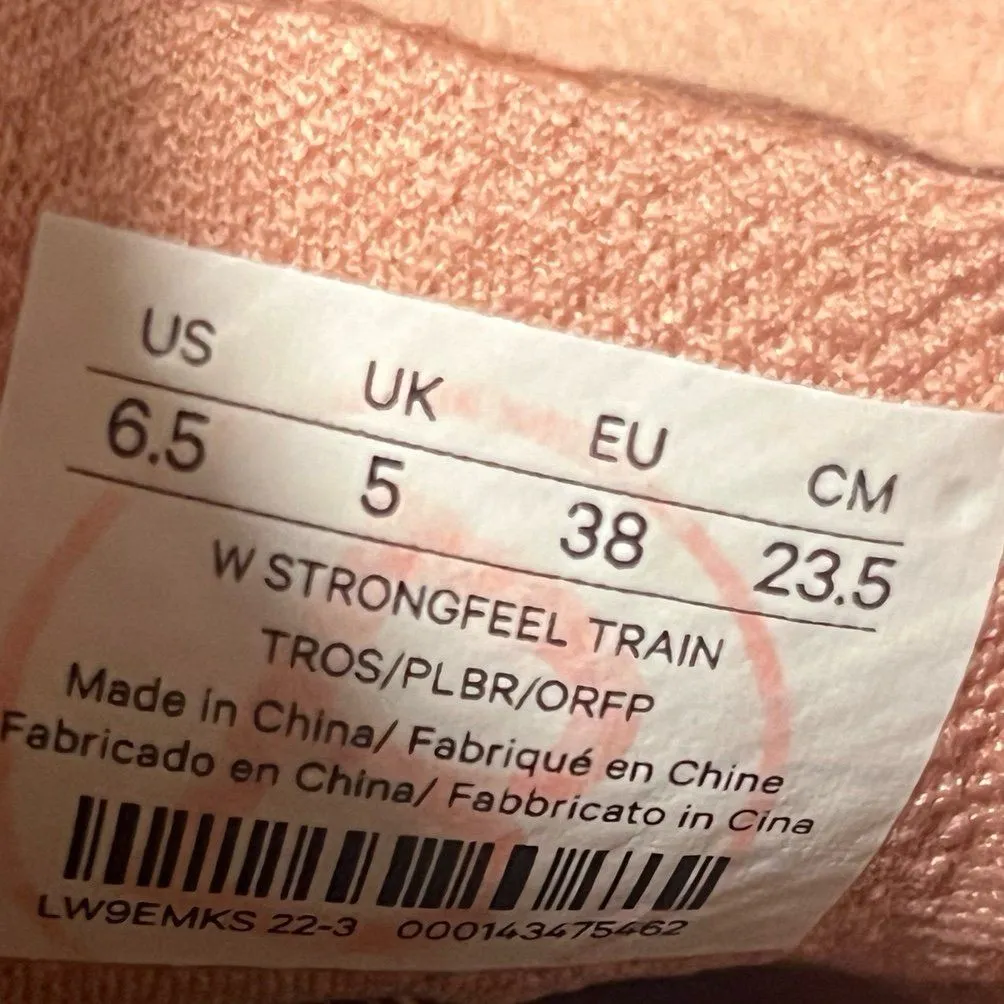 US UK EU CM
6.5 5 38 23.5
W STRONGFEEL TRAIN
TROS/PLBR/ORFP
Made in China/ Fabriqué en Chine
Fabricado en China/ Fabbricato in Cina
LW9EMKS 22-3 000143475462